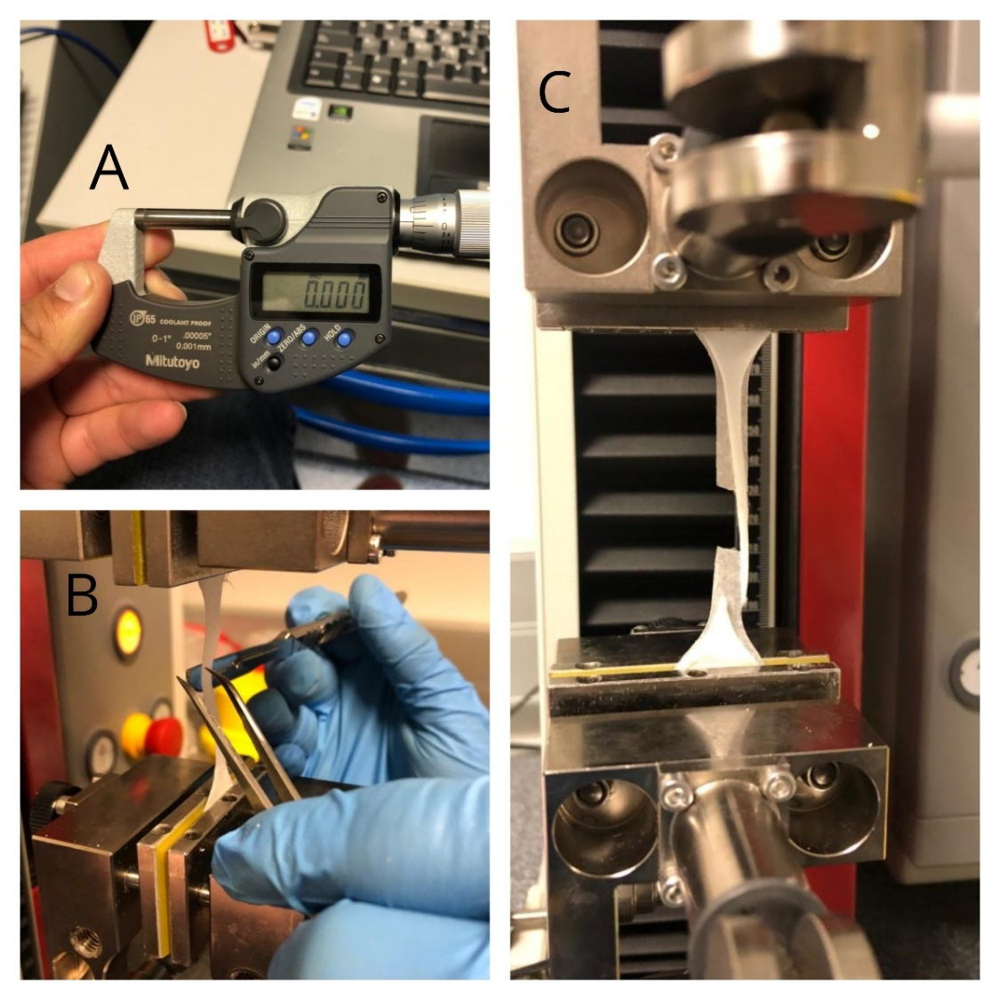 A
0.000
IP65 COOLANT PROOF
0-1" .00005"
0.001mm
Mitutoyo
ORIGIN
ZERO/ABS
HOLD
in/mm
B
C